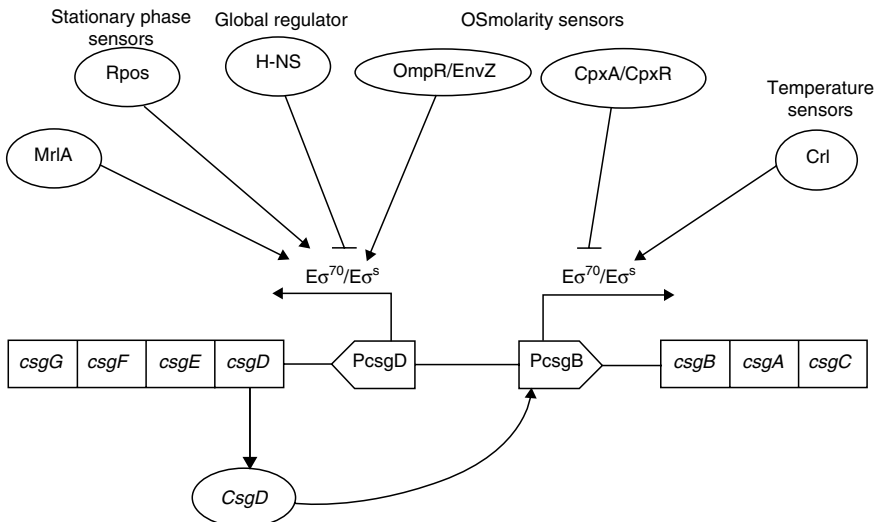 Stationary phase
sensors
Global regulator
OSmolarity sensors
Temperature
sensors
Rpos
H-NS
OmpR/EnvZ
CpxA/CpxR
MrlA
Crl
Eσ⁷⁰/Eσˢ
Eσ⁷⁰/Eσˢ
csgG csgF csgE csgD PcsgD PcsgB csgB csgA csgC
CsgD